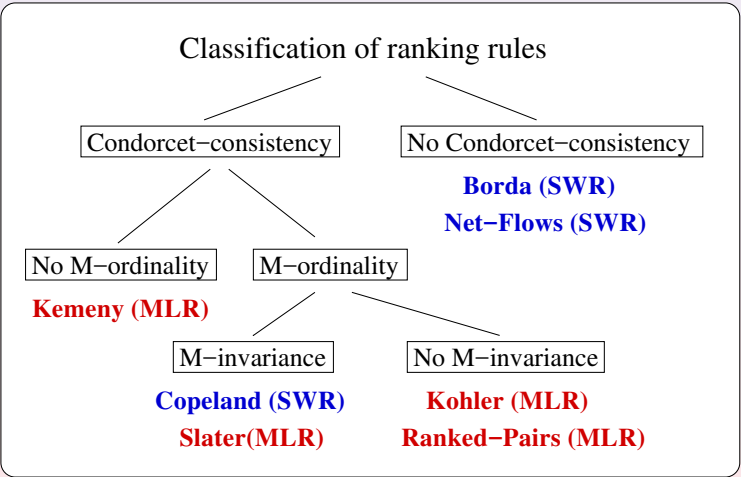 Classification of ranking rules
Condorcet−consistency
No Condorcet−consistency
Borda (SWR)
Net−Flows (SWR)
No M−ordinality
M−ordinality
Kemeny (MLR)
M−invariance
No M−invariance
Copeland (SWR)
Kohler (MLR)
Slater(MLR)
Ranked−Pairs (MLR)